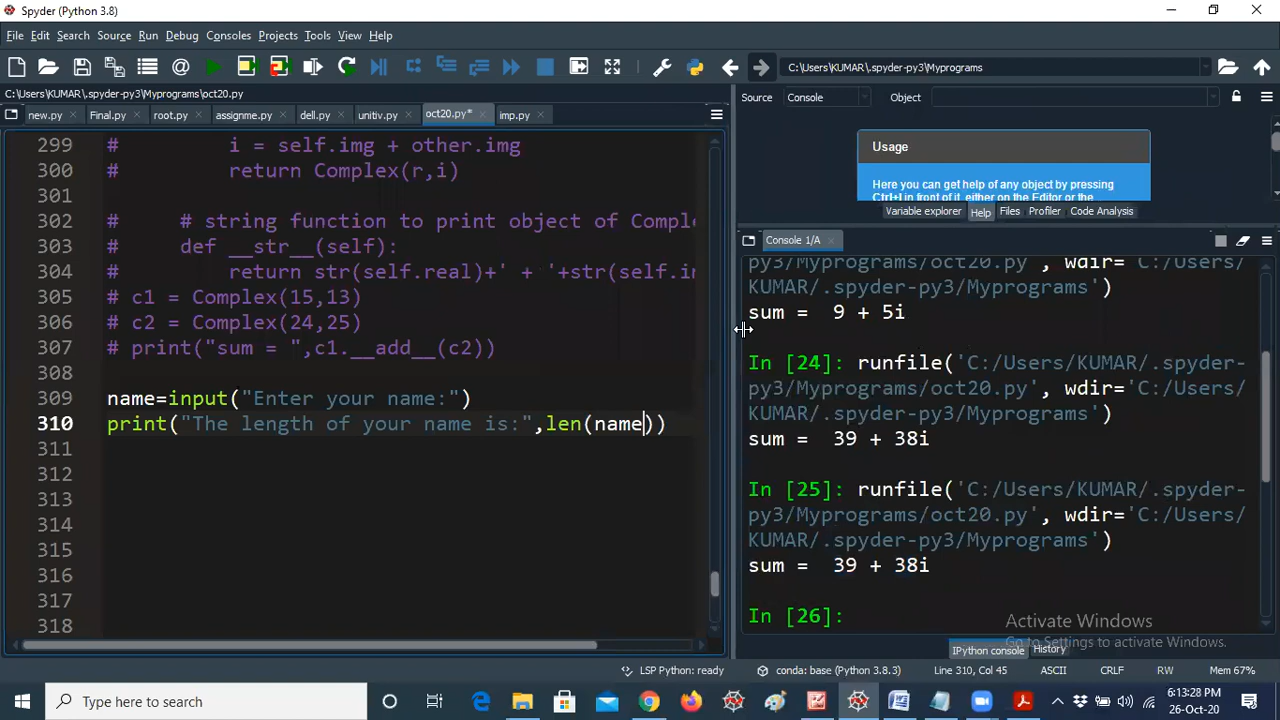 Spyder (Python 3.8)
File Edit Search Source Run Debug Consoles Projects Tools View Help
C:\Users\KUMAR\.spyder-py3\Myprograms
C:\Users\KUMAR\.spyder-py3\Myprograms\oct20.py
new.py Final.py root.py assignme.py dell.py unitiv.py oct20.py* imp.py
299 # i = self.img + other.img
300 # return Complex(r,i)
301
302 # # string function to print object of Comple
303 # def __str__(self):
304 # return str(self.real)+' + '+str(self.i
305 # c1 = Complex(15,13)
306 # c2 = Complex(24,25)
307 # print("sum = ",c1.__add__(c2))
308
309 name=input("Enter your name:")
310 print("The length of your name is:",len(name))
311
312
313
314
315
316
317
318
Source Console Object
Usage
Here you can get help of any object by pressing
Ctrl+I in front of it, either on the Editor or the
Variable explorer Help Files Profiler Code Analysis
Console 1/A
py3/Myprograms/oct20.py', wdir='C:/Users/
KUMAR/.spyder-py3/Myprograms')
sum =  9 + 5i
In [24]: runfile('C:/Users/KUMAR/.spyder-
py3/Myprograms/oct20.py', wdir='C:/Users/
KUMAR/.spyder-py3/Myprograms')
sum =  39 + 38i
In [25]: runfile('C:/Users/KUMAR/.spyder-
py3/Myprograms/oct20.py', wdir='C:/Users/
KUMAR/.spyder-py3/Myprograms')
sum =  39 + 38i
In [26]:
Activate Windows
Go to Settings to activate Windows.
IPython console History
LSP Python: ready conda: base (Python 3.8.3) Line 310, Col 45 ASCII CRLF RW Mem 67%
Type here to search
6:13:28 PM
26-Oct-20